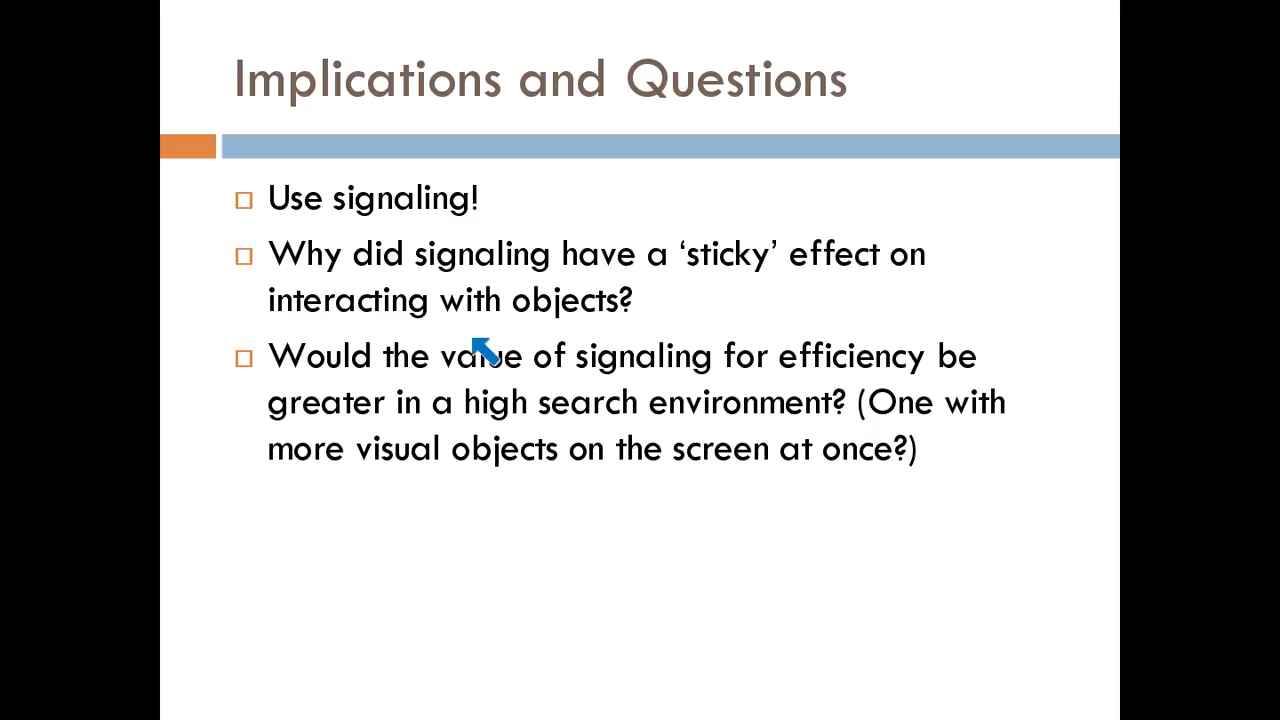 Implications and Questions
Use signaling!
Why did signaling have a ‘sticky’ effect on
interacting with objects?
Would the value of signaling for efficiency be
greater in a high search environment? (One with
more visual objects on the screen at once?)